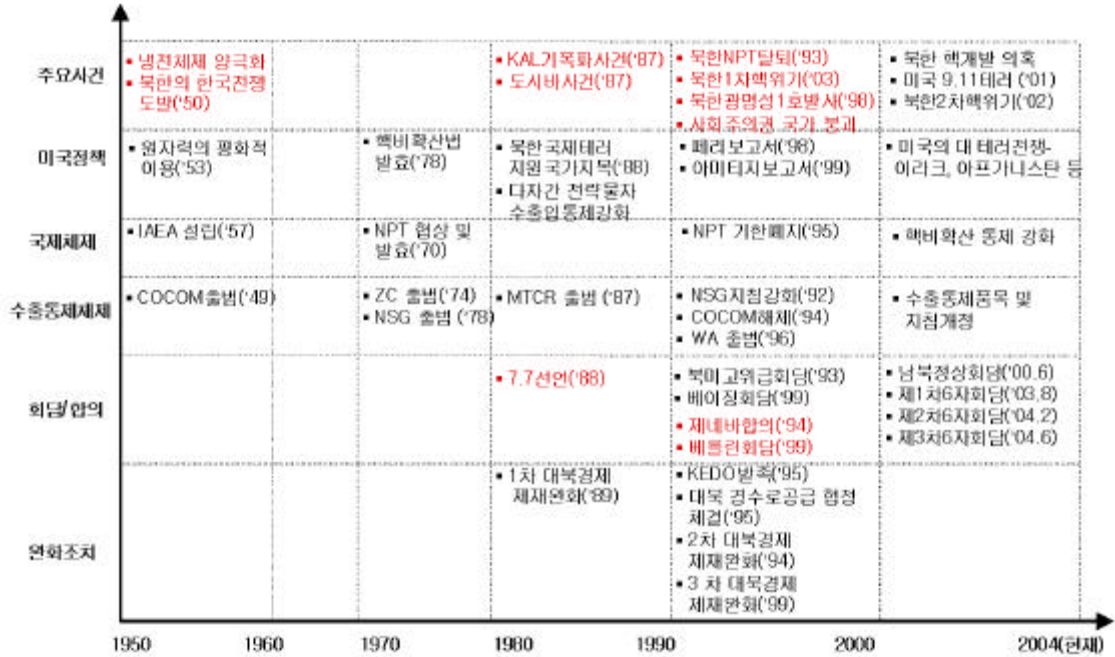 주요사건
▪ 냉전체제 양극화
▪ 북한의 한국전쟁
도발('50)
▪ KAL기폭파사건('87)
▪ 도시바사건('87)
▪ 북한NPT탈퇴('93)
▪ 북한1차핵위기('03)
▪ 북한광명성1호발사('98)
▪ 사회주의권 국가 붕괴
▪ 북한 핵개발 의혹
▪ 미국 9.11테러 ('01)
▪ 북한2차핵위기('02)
미국정책
▪ 원자력의 평화적
이용('53)
▪ 핵비확산법
발효('78)
▪ 북한국제테러
지원국가지목('88)
▪ 다자간 전략물자
수출입통제강화
▪ 페리보고서('98)
▪ 아미티지보고서('99)
▪ 미국의 대 테러전쟁-
이라크, 아프가니스탄 등
국제체제
▪ IAEA 설립('57)
▪ NPT 협상 및
발효('70)
▪ NPT 기한폐지('95)
▪ 핵비확산 통제 강화
수출통제체제
▪ COCOM출범('49)
▪ ZC 출범('74)
▪ NSG 출범 ('78)
▪ MTCR 출범 ('87)
▪ NSG지침강화('92)
▪ COCOM해체('94)
▪ WA 출범('96)
▪ 수출통제품목 및
지침개정
회담/합의
▪ 7.7선언('88)
▪ 북미고위급회담('93)
▪ 베이징회담('99)
▪ 제네바합의('94)
▪ 베를린회담('99)
▪ 남북정상회담('00.6)
▪ 제1차6자회담('03.8)
▪ 제2차6자회담('04.2)
▪ 제3차6자회담('04.6)
완화조치
▪ 1차 대북경제
제재완화('89)
▪ KEDO발족('95)
▪ 대북 경수로공급 협정
체결('95)
▪ 2차 대북경제
제재완화('94)
▪ 3 차 대북경제
제재완화('99)
1950 1960 1970 1980 1990 2000 2004(현재)